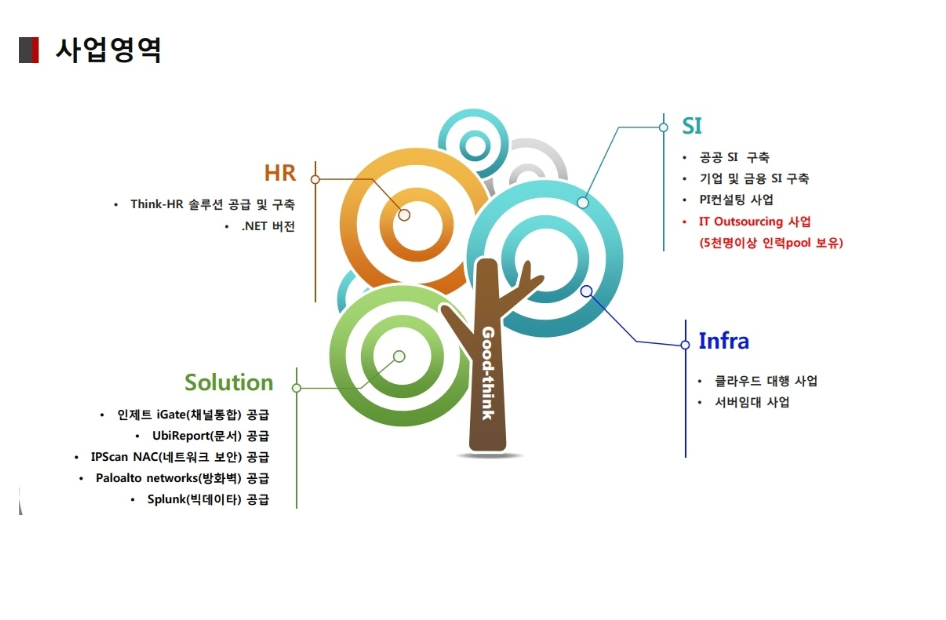 사업영역
HR
• Think-HR 솔루션 공급 및 구축
• .NET 버전
SI
• 공공 SI 구축
• 기업 및 금융 SI 구축
• PI컨설팅 사업
• IT Outsourcing 사업
(5천명이상 인력pool 보유)
Solution
• 인제트 iGate(채널통합) 공급
• UbiReport(문서) 공급
• IPScan NAC(네트워크 보안) 공급
• Paloalto networks(방화벽) 공급
• Splunk(빅데이타) 공급
Infra
• 클라우드 대행 사업
• 서버임대 사업
Good-think